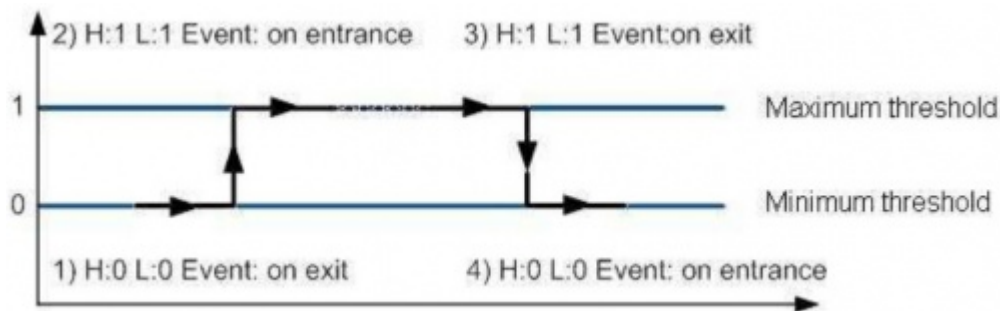 2) H:1 L:1 Event: on entrance 3) H:1 L:1 Event:on exit
1 Maximum threshold
0 Minimum threshold
1) H:0 L:0 Event: on exit 4) H:0 L:0 Event: on entrance